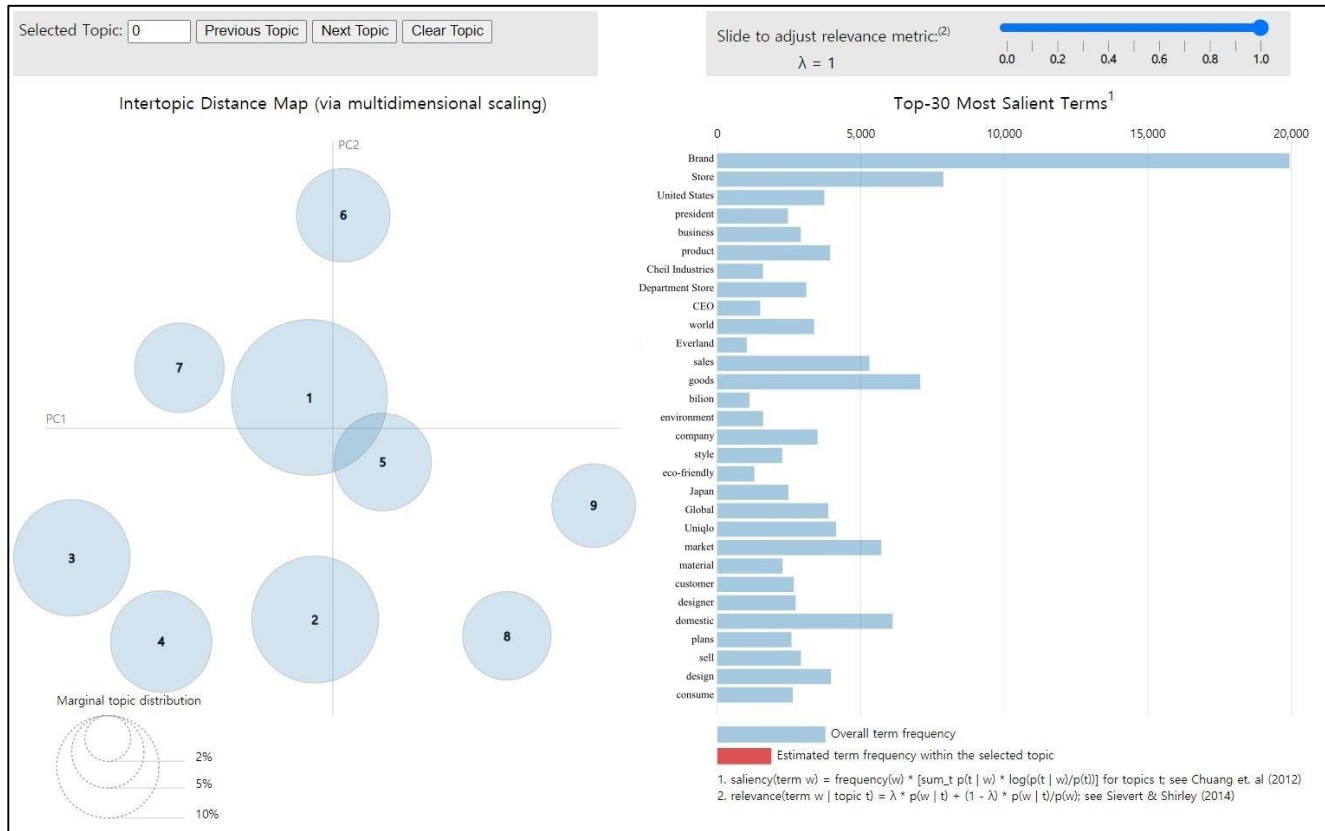 Selected Topic: 0 Previous Topic Next Topic Clear Topic
Slide to adjust relevance metric:(2)
λ = 1
0.0 0.2 0.4 0.6 0.8 1.0
Intertopic Distance Map (via multidimensional scaling)
PC2
PC1
6
7
1
5
9
3
4
2
8
Marginal topic distribution
2%
5%
10%
Top-30 Most Salient Terms1
0 5,000 10,000 15,000 20,000
Brand
Store
United States
president
business
product
Cheil Industries
Department Store
CEO
world
Everland
sales
goods
bilion
environment
company
style
eco-friendly
Japan
Global
Uniqlo
market
material
customer
designer
domestic
plans
sell
design
consume
Overall term frequency
Estimated term frequency within the selected topic
1. saliency(term w) = frequency(w) * [sum_t p(t | w) * log(p(t | w)/p(t))] for topics t; see Chuang et. al (2012)
2. relevance(term w | topic t) = λ * p(w | t) + (1 - λ) * p(w | t)/p(w); see Sievert & Shirley (2014)